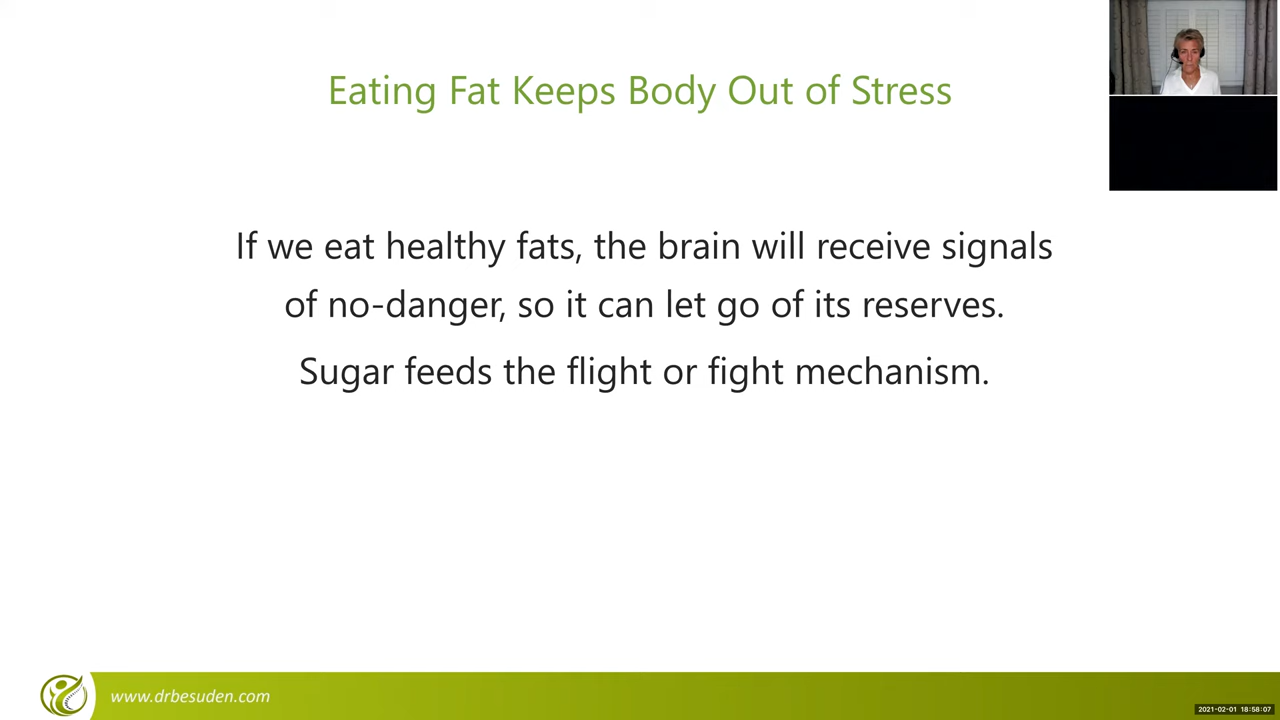 Eating Fat Keeps Body Out of Stress
If we eat healthy fats, the brain will receive signals
of no-danger, so it can let go of its reserves.
Sugar feeds the flight or fight mechanism.
www.drbesuden.com
2021-02-01 18:58:07